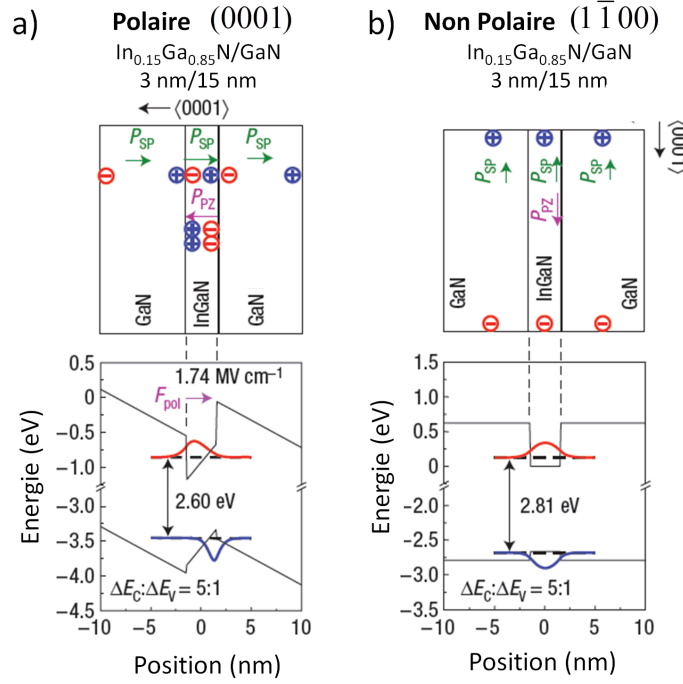 a) Polaire (0001)
In0.15Ga0.85N/GaN
3 nm/15 nm
⟨0001⟩
PSP PSP PSP
PPZ
GaN InGaN GaN
Energie (eV)
0.5
0
−0.5
−1.0
−3.0
−3.5
−4.0
−4.5
1.74 MV cm−1
Fpol
2.60 eV
ΔEC:ΔEV = 5:1
−10 −5 0 5 10
Position (nm)
b) Non Polaire (11̅00)
In0.15Ga0.85N/GaN
3 nm/15 nm
⟨0001⟩
PSP PSP PSP
PPZ
GaN InGaN GaN
Energie (eV)
1.5
1.0
0.5
0
−2.0
−2.5
−3.0
−3.5
2.81 eV
ΔEC:ΔEV = 5:1
−10 −5 0 5 10
Position (nm)